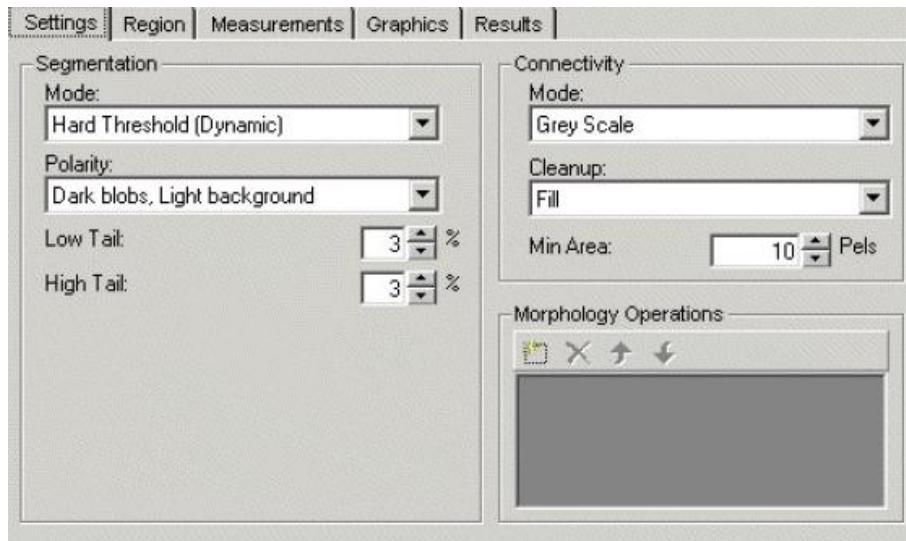 Settings Region Measurements Graphics Results
Segmentation
Mode:
Hard Threshold (Dynamic)
Polarity:
Dark blobs, Light background
Low Tail: 3 %
High Tail: 3 %
Connectivity
Mode:
Grey Scale
Cleanup:
Fill
Min Area: 10 Pels
Morphology Operations